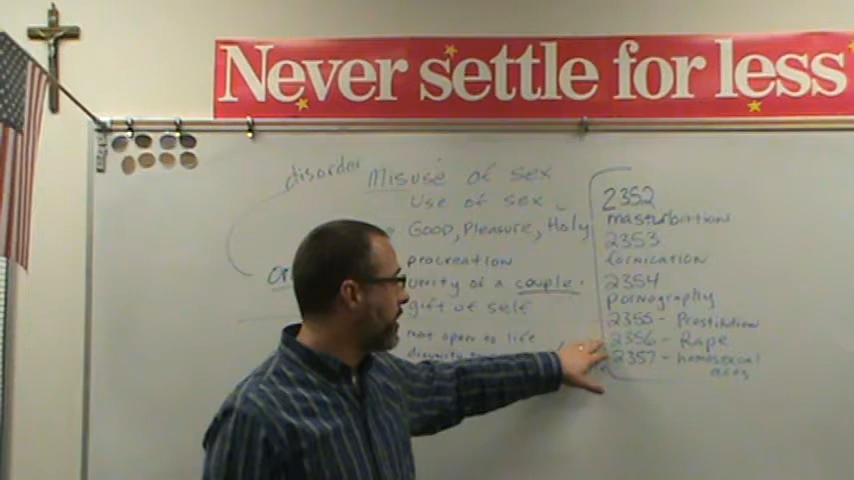 Never settle for less
disorder
Misuse of sex
Use of sex
Good, Pleasure, Holy
procreation
unity of a couple.
gift of self
not open to life
2352
masturbation
2353
fornication
2354
pornography
2355 - Prostitution
2356 - Rape
2357 - homosexual
acts